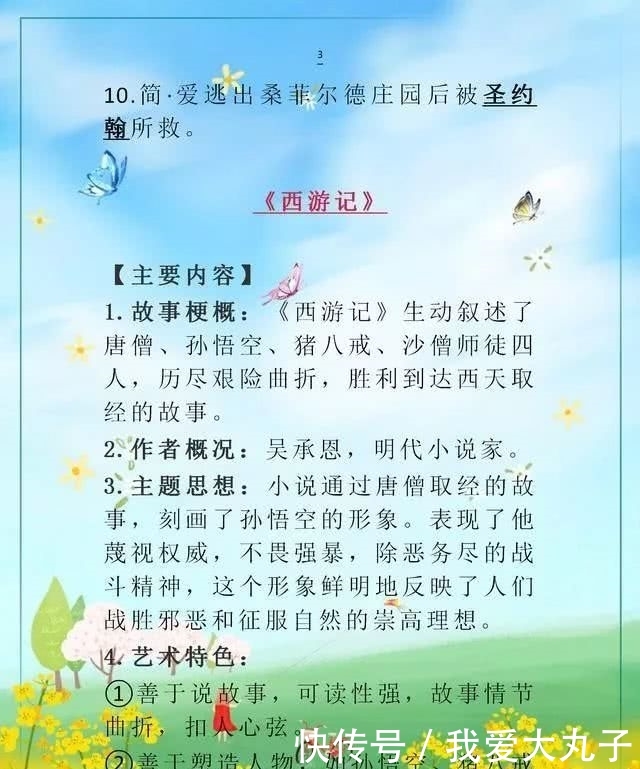 3
10.简·爱逃出桑菲尔德庄园后被圣约
翰所救。
《西游记》
【主要内容】
1.故事梗概：《西游记》生动叙述了
唐僧、孙悟空、猪八戒、沙僧师徒四
人，历尽艰险曲折，胜利到达西天取
经的故事。
2.作者概况：吴承恩，明代小说家。
3.主题思想：小说通过唐僧取经的故
事，刻画了孙悟空的形象。表现了他
蔑视权威，不畏强暴，除恶务尽的战
斗精神，这个形象鲜明地反映了人们
战胜邪恶和征服自然的崇高理想。
4.艺术特色：
①善于说故事，可读性强，故事情节
曲折，扣人心弦
②善于塑造人物，如孙悟空、猪八戒
快传号／我爱大丸子